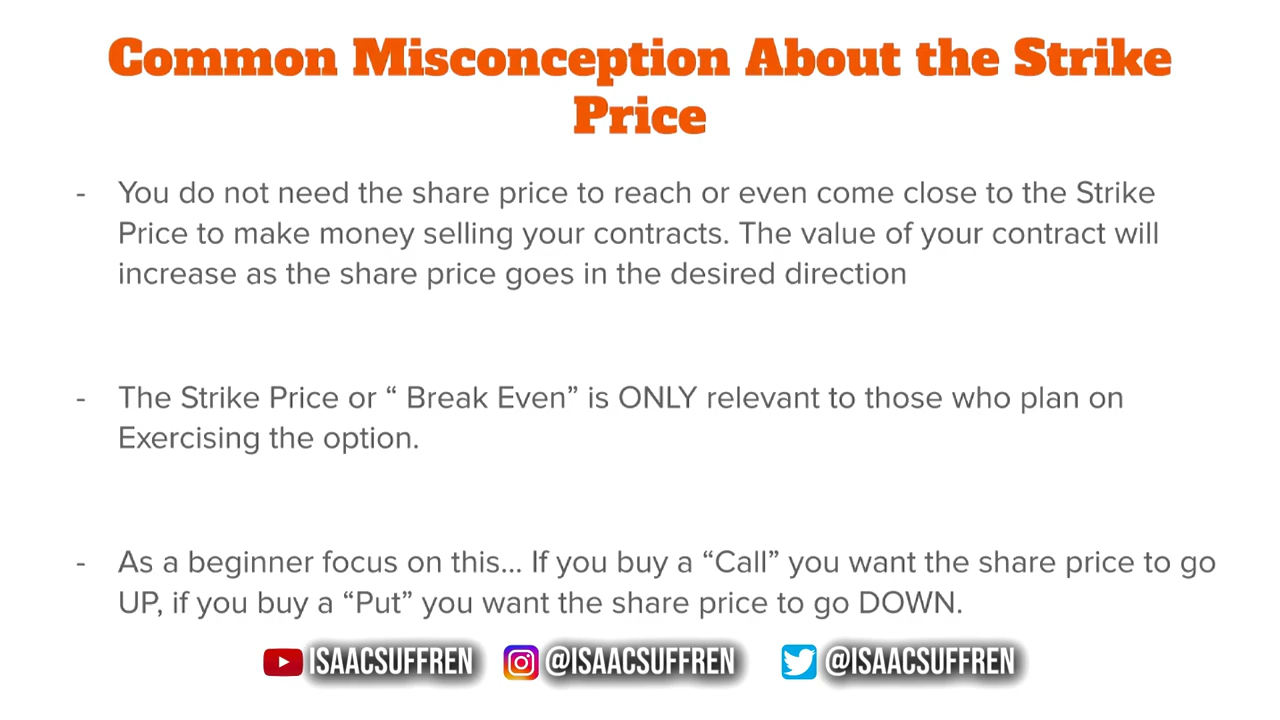 Common Misconception About the Strike
Price
- You do not need the share price to reach or even come close to the Strike
Price to make money selling your contracts. The value of your contract will
increase as the share price goes in the desired direction
- The Strike Price or “ Break Even” is ONLY relevant to those who plan on
Exercising the option.
- As a beginner focus on this... If you buy a “Call” you want the share price to go
UP, if you buy a “Put” you want the share price to go DOWN.
ISAACSUFFREN @ISAACSUFFREN @ISAACSUFFREN